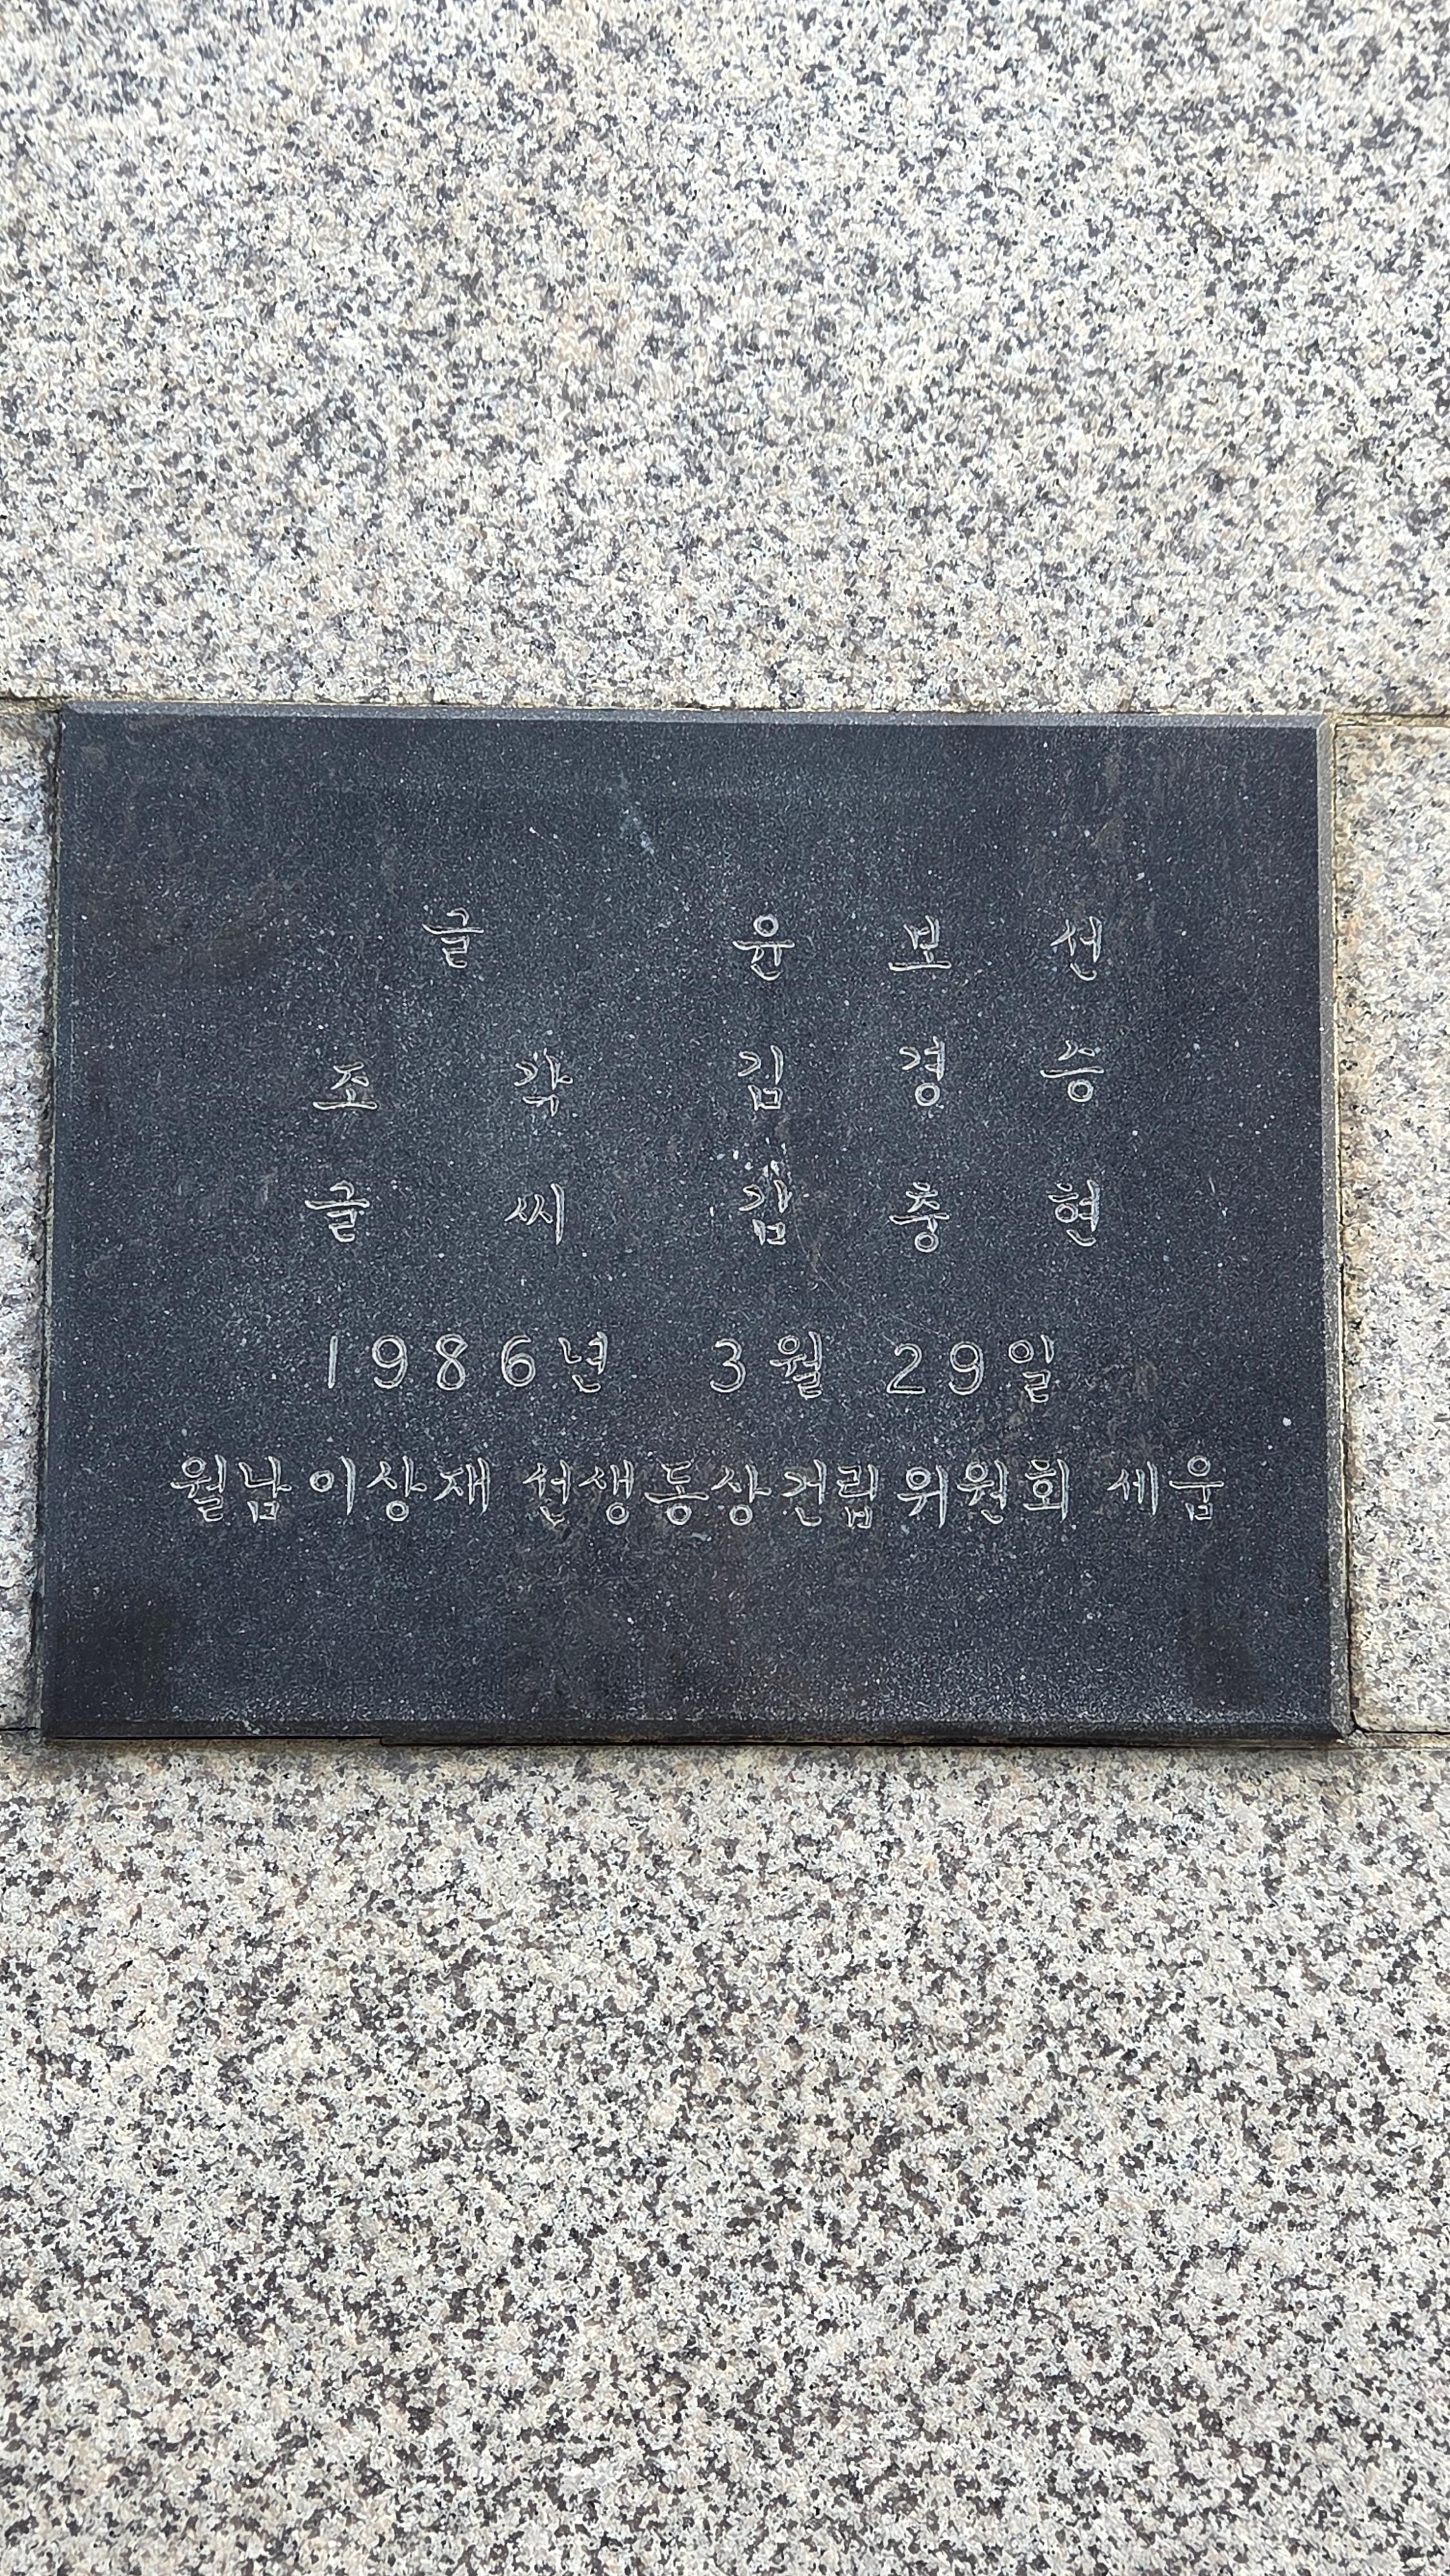 글 윤보선
조각 김경승
글씨 김충현
1986년 3월 29일
월남 이상재 선생동상건립위원회 세움